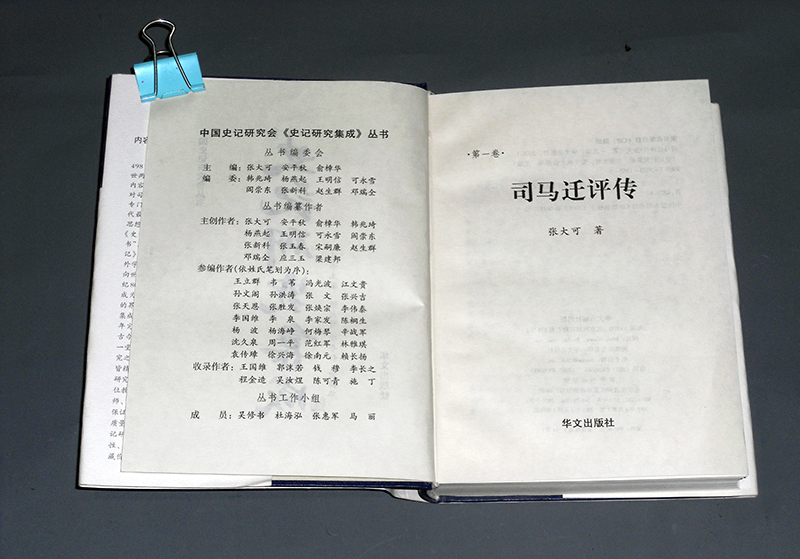 中国史记研究会《史记研究集成》丛书
丛书编委会
主 编：张大可 安平秋 俞樟华
编 委：韩兆琦 杨燕起 王明信 可永雪
阎崇东 张新科 赵生群 邓瑞全
丛书编纂作者
主创作者：张大可 安平秋 俞樟华 韩兆琦
杨燕起 王明信 可永雪 阎崇东
张新科 张玉春 宋嗣廉 赵生群
邓瑞全 应三玉 梁建邦
参编作者(依姓氏笔划为序)：
王立群 韦苇 冯光波 江文贵
孙文阁 孙洪涛 张文 张兴吉
张天恩 张胜发 张焕宗 李伟泰
李国维 李泉 李家发 陈桐生
杨波 杨海峥 何梅琴 辛战军
沈久泉 周一平 范红军 林雅琪
袁传璋 徐兴海 徐南元 赖长扬
收录作者：王国维 郭沫若 钱穆 李长之
程金造 吴汝煜 陈可青 施丁
丛书工作小组
成 员：吴修书 杜海泓 张惠军 马丽
·第一卷·
司马迁评传
张大可 著
华文出版社